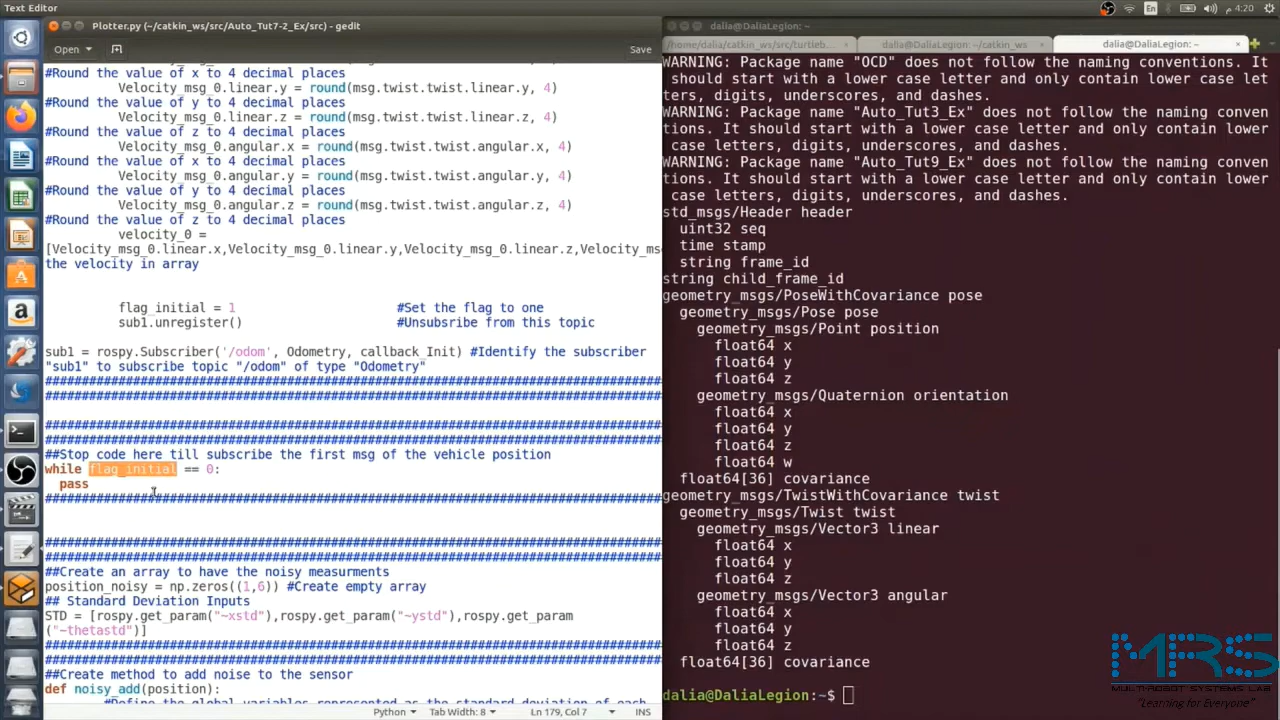 Text Editor
En
4:20
Plotter.py (~/catkin_ws/src/Auto_Tut7-2_Ex/src) - gedit
Open
Save
#Round the value of x to 4 decimal places
Velocity_msg_0.linear.y = round(msg.twist.twist.linear.y, 4)
#Round the value of y to 4 decimal places
Velocity_msg_0.linear.z = round(msg.twist.twist.linear.z, 4)
#Round the value of z to 4 decimal places
Velocity_msg_0.angular.x = round(msg.twist.twist.angular.x, 4)
#Round the value of x to 4 decimal places
Velocity_msg_0.angular.y = round(msg.twist.twist.angular.y, 4)
#Round the value of y to 4 decimal places
Velocity_msg_0.angular.z = round(msg.twist.twist.angular.z, 4)
#Round the value of z to 4 decimal places
velocity_0 =
[Velocity_msg_0.linear.x,Velocity_msg_0.linear.y,Velocity_msg_0.linear.z,Velocity_ms
the velocity in array
flag_initial = 1 #Set the flag to one
sub1.unregister() #Unsubsribe from this topic
sub1 = rospy.Subscriber('/odom', Odometry, callback_Init) #Identify the subscriber
"sub1" to subscribe topic "/odom" of type "Odometry"
####################################################################################
####################################################################################
####################################################################################
####################################################################################
##Stop code here till subscribe the first msg of the vehicle position
while flag_initial == 0:
pass
####################################################################################
####################################################################################
####################################################################################
##Create an array to have the noisy measurments
position_noisy = np.zeros((1,6)) #Create empty array
## Standard Deviation Inputs
STD = [rospy.get_param("~xstd"),rospy.get_param("~ystd"),rospy.get_param
("~thetastd")]
####################################################################################
####################################################################################
##Create method to add noise to the sensor
def noisy_add(position):
#Define the global variables represented as the standard deviation of each
Python Tab Width: 8 Ln 179, Col 7 INS
dalia@DaliaLegion: ~
/home/dalia/catkin_ws/src/turtleb...
dalia@DaliaLegion: ~/catkin_ws
dalia@DaliaLegion: ~
WARNING: Package name "OCD" does not follow the naming conventions. It
should start with a lower case letter and only contain lower case let
ters, digits, underscores, and dashes.
WARNING: Package name "Auto_Tut3_Ex" does not follow the naming conven
tions. It should start with a lower case letter and only contain lower
case letters, digits, underscores, and dashes.
WARNING: Package name "Auto_Tut9_Ex" does not follow the naming conven
tions. It should start with a lower case letter and only contain lower
case letters, digits, underscores, and dashes.
std_msgs/Header header
uint32 seq
time stamp
string frame_id
string child_frame_id
geometry_msgs/PoseWithCovariance pose
geometry_msgs/Pose pose
geometry_msgs/Point position
float64 x
float64 y
float64 z
geometry_msgs/Quaternion orientation
float64 x
float64 y
float64 z
float64 w
float64[36] covariance
geometry_msgs/TwistWithCovariance twist
geometry_msgs/Twist twist
geometry_msgs/Vector3 linear
float64 x
float64 y
float64 z
geometry_msgs/Vector3 angular
float64 x
float64 y
float64 z
float64[36] covariance
dalia@DaliaLegion:~$
MRS
MULTI-ROBOT SYSTEMS LAB
"Learning for Everyone"